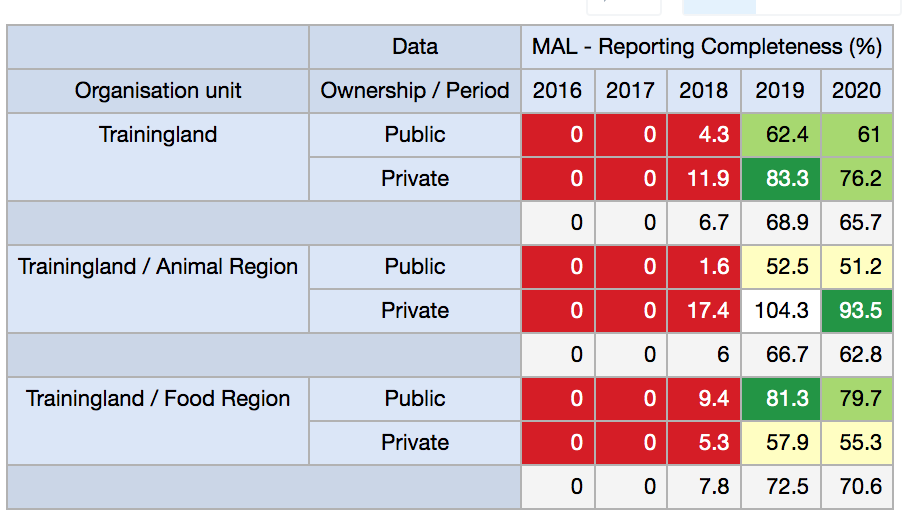 Data MAL - Reporting Completeness (%)
Organisation unit Ownership / Period 2016 2017 2018 2019 2020
Trainingland Public 0 0 4.3 62.4 61
Private 0 0 11.9 83.3 76.2
0 0 6.7 68.9 65.7
Trainingland / Animal Region Public 0 0 1.6 52.5 51.2
Private 0 0 17.4 104.3 93.5
0 0 6 66.7 62.8
Trainingland / Food Region Public 0 0 9.4 81.3 79.7
Private 0 0 5.3 57.9 55.3
0 0 7.8 72.5 70.6